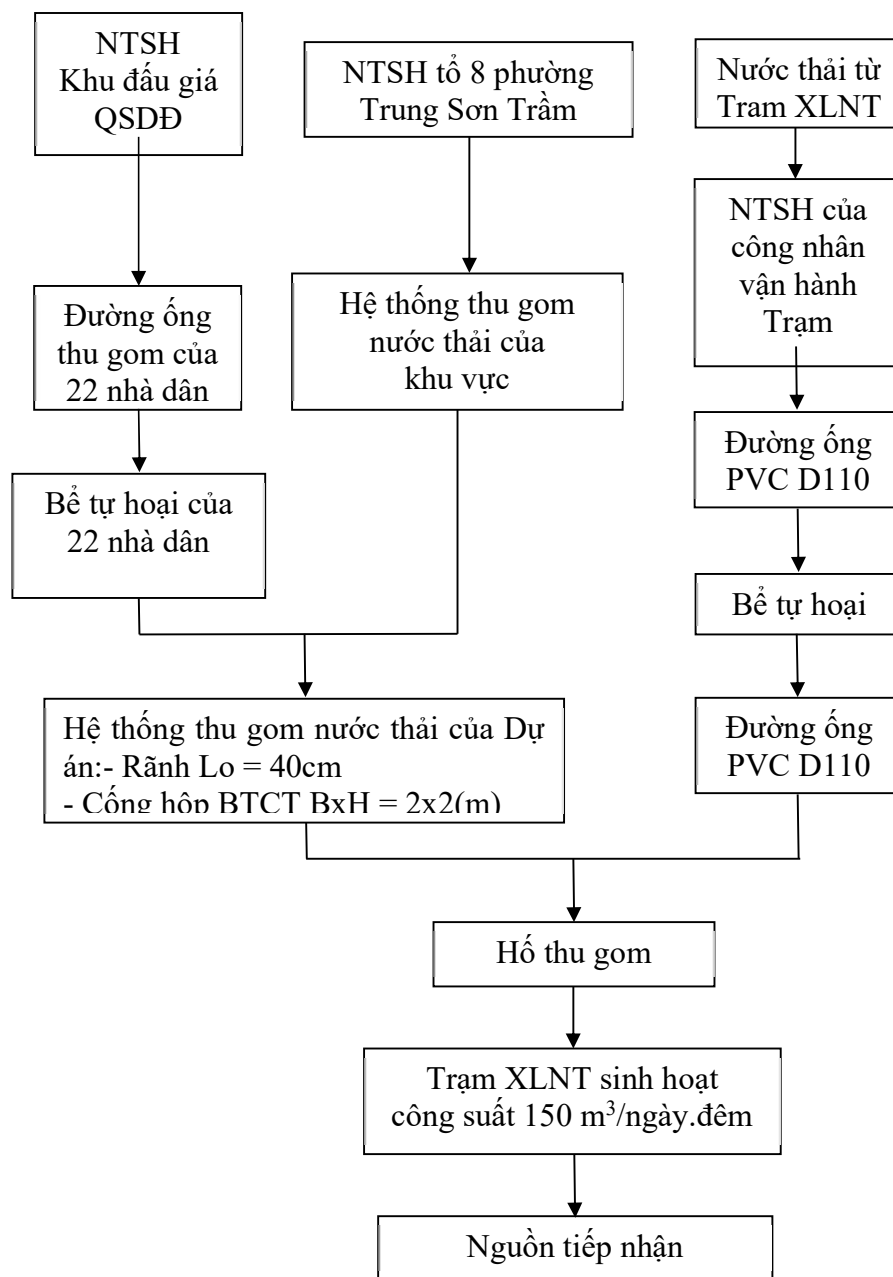 NTSH
Khu đấu giá
QSDĐ
NTSH tổ 8 phường
Trung Sơn Trầm
Nước thải từ
Tram XLNT
NTSH của
công nhân
vận hành
Trạm
Đường ống
thu gom của
22 nhà dân
Hệ thống thu gom
nước thải của
khu vực
Đường ống
PVC D110
Bể tự hoại của
22 nhà dân
Bể tự hoại
Hệ thống thu gom nước thải của Dự
án:- Rãnh Lo = 40cm
- Cống hộp BTCT BxH = 2x2(m)
Đường ống
PVC D110
Hố thu gom
Trạm XLNT sinh hoạt
công suất 150 m³/ngày.đêm
Nguồn tiếp nhận